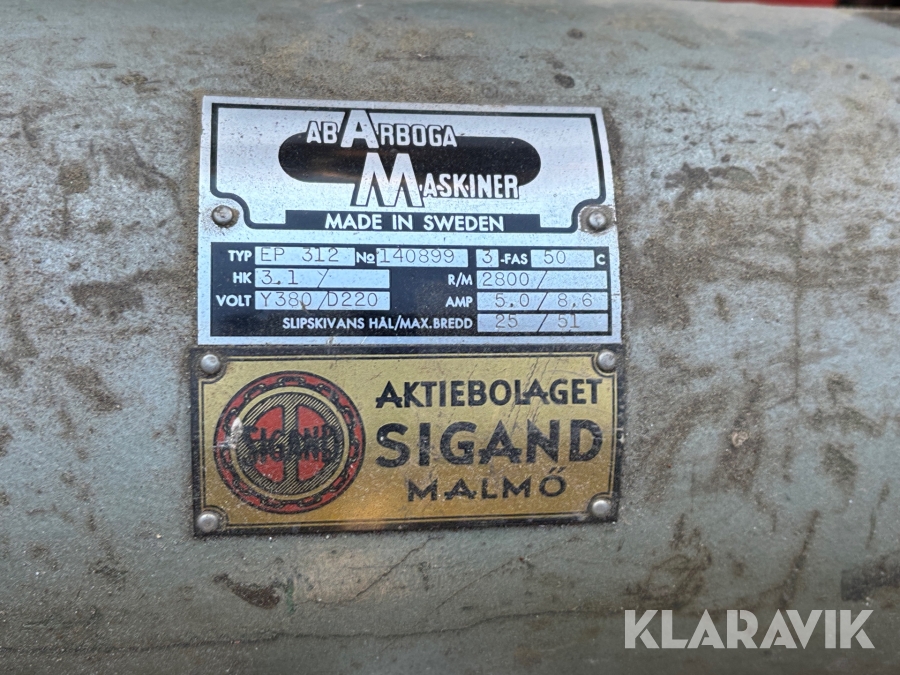 AB ARBOGA
MASKINER
MADE IN SWEDEN
TYP EP 312 No 140899 3-FAS 50 C
HK 3.1 / R/M 2800/
VOLT Y380/D220 AMP 5.0/8.6
SLIPSKIVANS HÅL/MAX.BREDD 25/51
SIGAND
AKTIEBOLAGET
SIGAND
MALMÖ
KLARAVIK